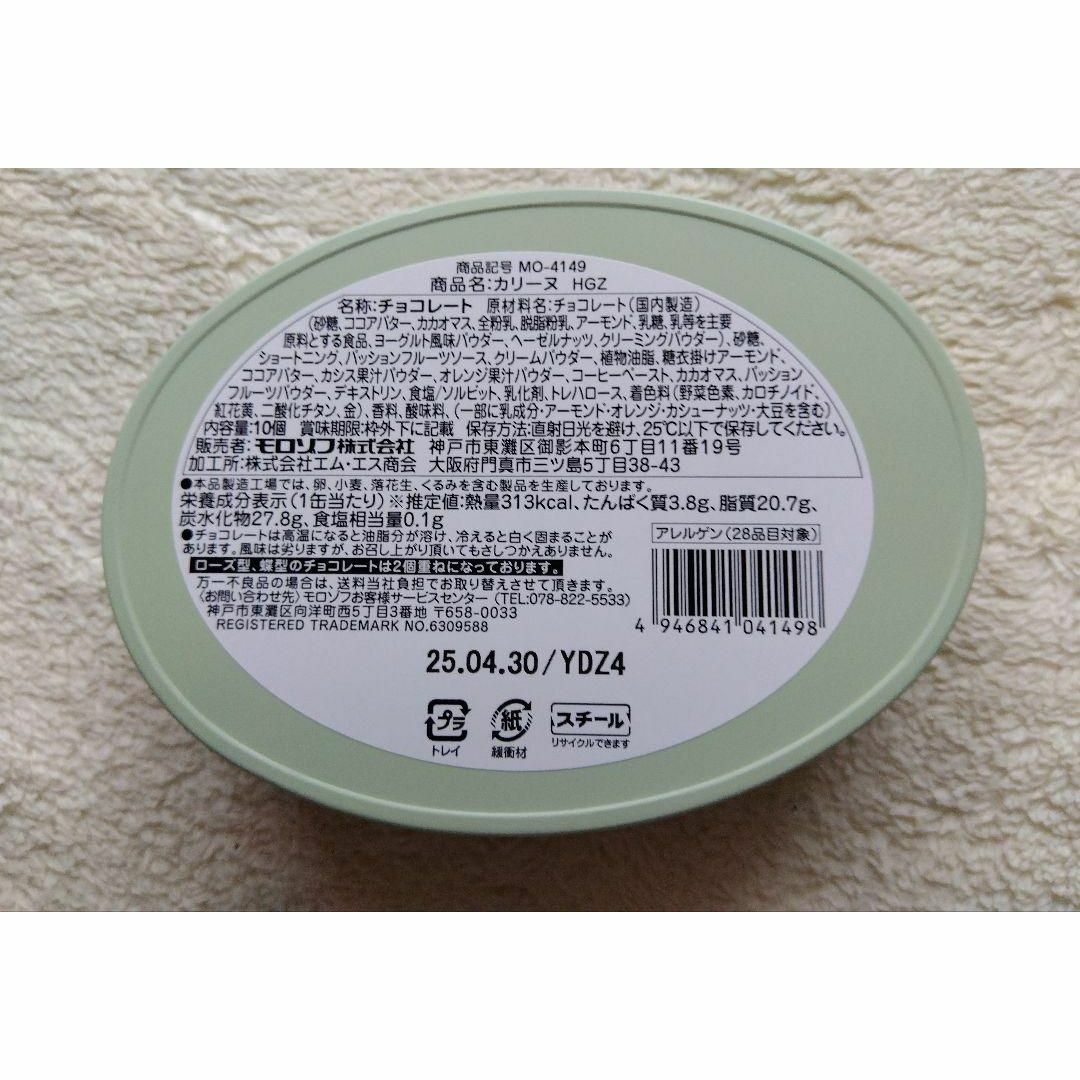 商品記号 MO-4149
商品名:カリーヌ HGZ
名称:チョコレート 原材料名:チョコレート(国内製造)
(砂糖、ココアバター、カカオマス、全粉乳、脱脂粉乳、アーモンド、乳糖、乳等を主要
原料とする食品、ヨーグルト風味パウダー、ヘーゼルナッツ、クリーミングパウダー)、砂糖、
ショートニング、パッションフルーツソース、クリームパウダー、植物油脂、糖衣掛けアーモンド、
ココアバター、カシス果汁パウダー、オレンジ果汁パウダー、コーヒーペースト、カカオマス、パッション
フルーツパウダー、デキストリン、食塩/ソルビット、乳化剤、トレハロース、着色料(野菜色素、カロチノイド、
紅花黄、二酸化チタン、金)、香料、酸味料、(一部に乳成分・アーモンド・オレンジ・カシューナッツ・大豆を含む)
内容量:10個 賞味期限:枠外下に記載 保存方法:直射日光を避け、25℃以下で保存してください。
販売者:モロゾフ株式会社 神戸市東灘区御影本町6丁目11番19号
加工所:株式会社エム・エス商会 大阪府門真市三ツ島5丁目38-43
●本品製造工場では、卵、小麦、落花生、くるみを含む製品を生産しております。
栄養成分表示(1缶当たり)※推定値:熱量313kcal、たんぱく質3.8g、脂質20.7g、
炭水化物27.8g、食塩相当量0.1g
●チョコレートは高温になると油脂分が溶け、冷えると白く固まることが
あります。風味は劣りますが、お召し上がり頂いてもさしつかえありません。
ローズ型、蝶型のチョコレートは2個重ねになっております。
万一不良品の場合は、送料当社負担でお取り替えさせて頂きます。
〈お問い合わせ先〉モロゾフお客様サービスセンター(TEL:078-822-5533)
神戸市東灘区向洋町西5丁目3番地 〒658-0033
REGISTERED TRADEMARK NO.6309588
アレルゲン(28品目対象)
4 946841 041498
25.04.30/YDZ4
プラ
トレイ
紙
緩衝材
スチール
リサイクルできます